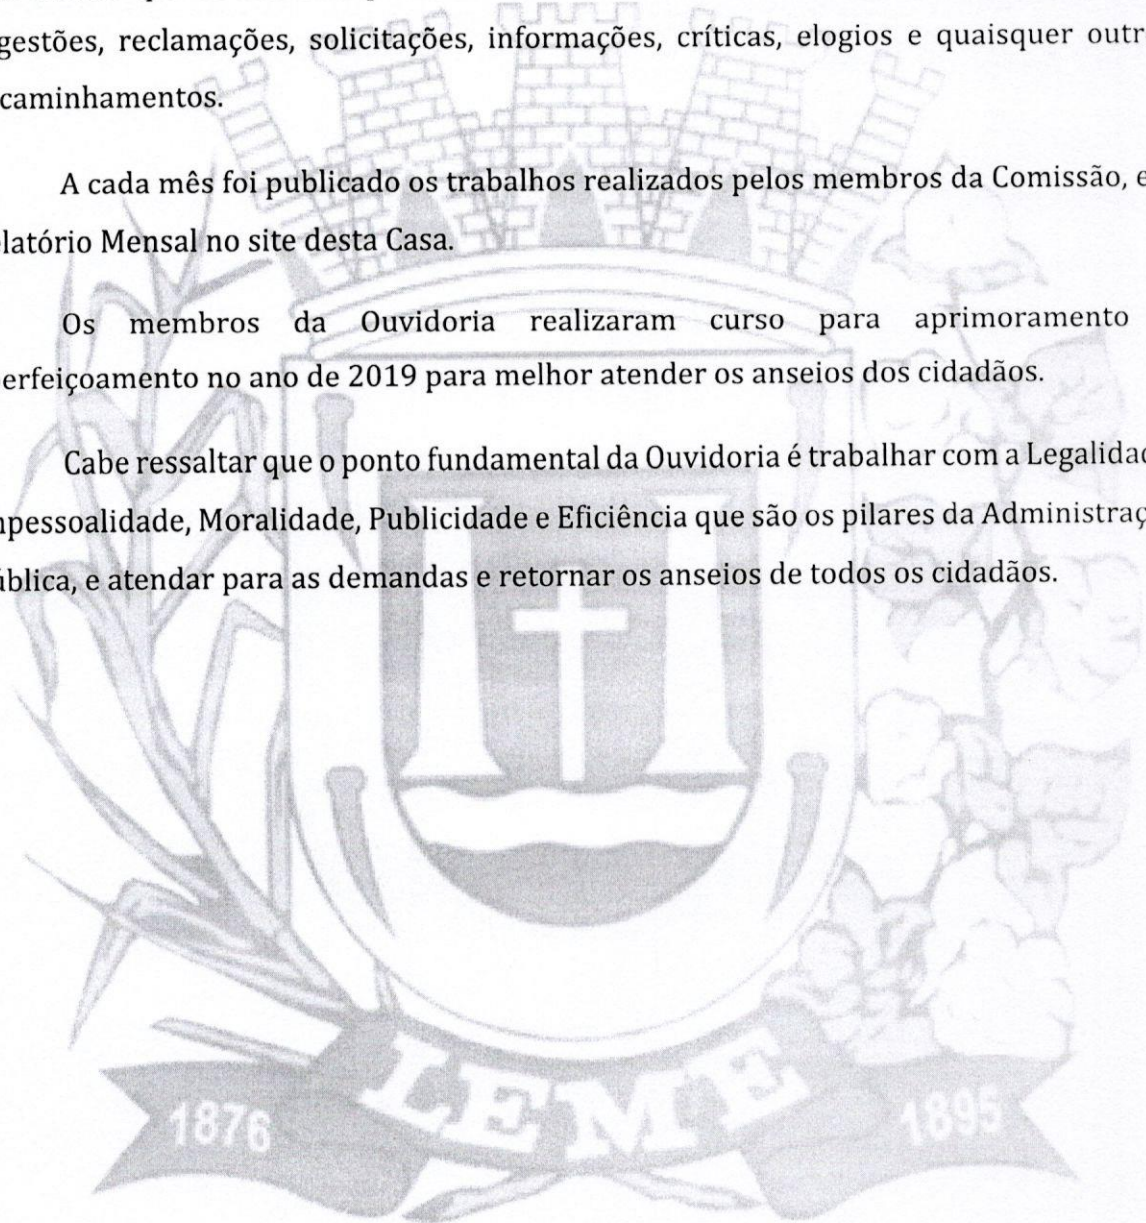 gestões, reclamações, solicitações, informações, críticas, elogios e quaisquer outr
caminhamentos.
A cada mês foi publicado os trabalhos realizados pelos membros da Comissão, e
latório Mensal no site desta Casa.
Os membros da Ouvidoria realizaram curso para aprimoramento
erfeiçoamento no ano de 2019 para melhor atender os anseios dos cidadãos.
Cabe ressaltar que o ponto fundamental da Ouvidoria é trabalhar com a Legalidad
npessoalidade, Moralidade, Publicidade e Eficiência que são os pilares da Administraç
ública, e atendar para as demandas e retornar os anseios de todos os cidadãos.
LEME
1876 1895